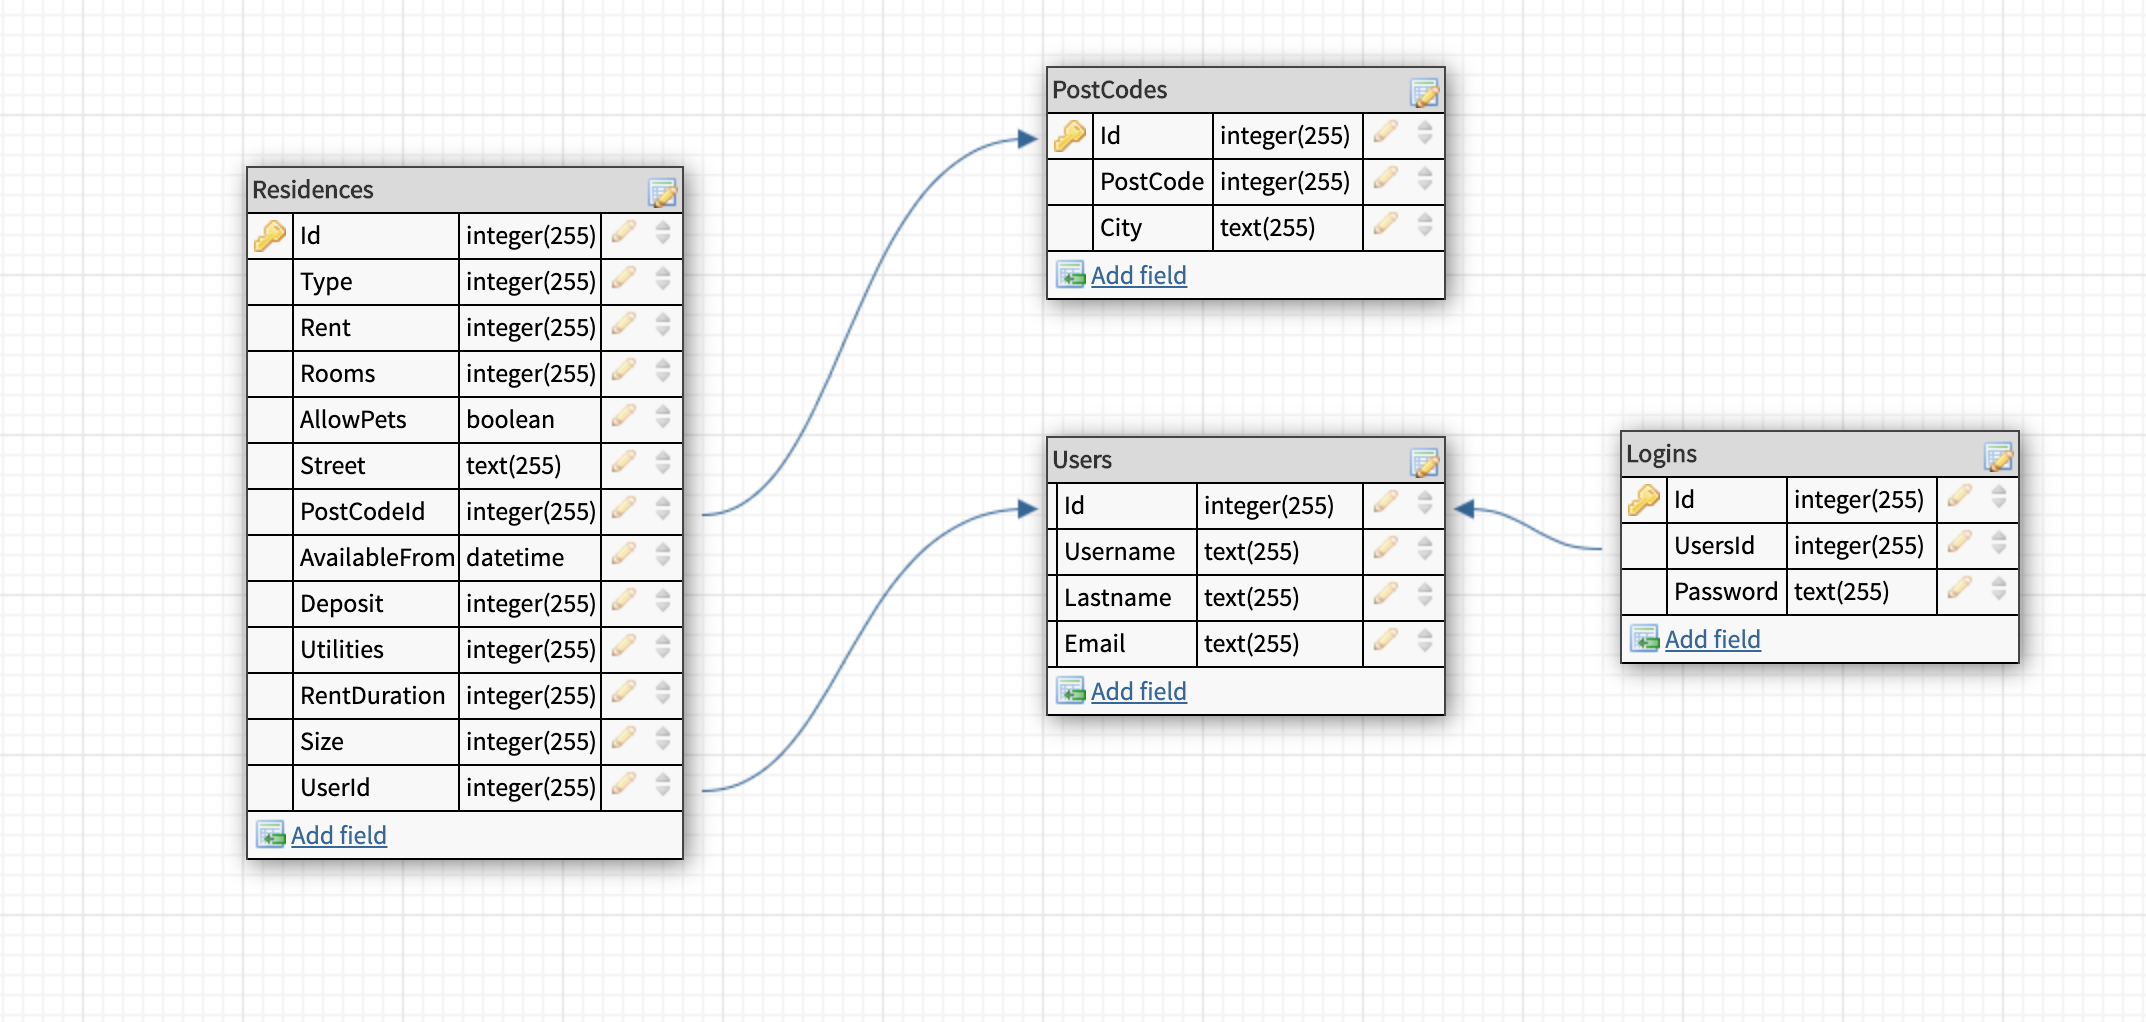 Residences
Id integer(255)
Type integer(255)
Rent integer(255)
Rooms integer(255)
AllowPets boolean
Street text(255)
PostCodeId integer(255)
AvailableFrom datetime
Deposit integer(255)
Utilities integer(255)
RentDuration integer(255)
Size integer(255)
UserId integer(255)
Add field
PostCodes
Id integer(255)
PostCode integer(255)
City text(255)
Add field
Users
Id integer(255)
Username text(255)
Lastname text(255)
Email text(255)
Add field
Logins
Id integer(255)
UsersId integer(255)
Password text(255)
Add field